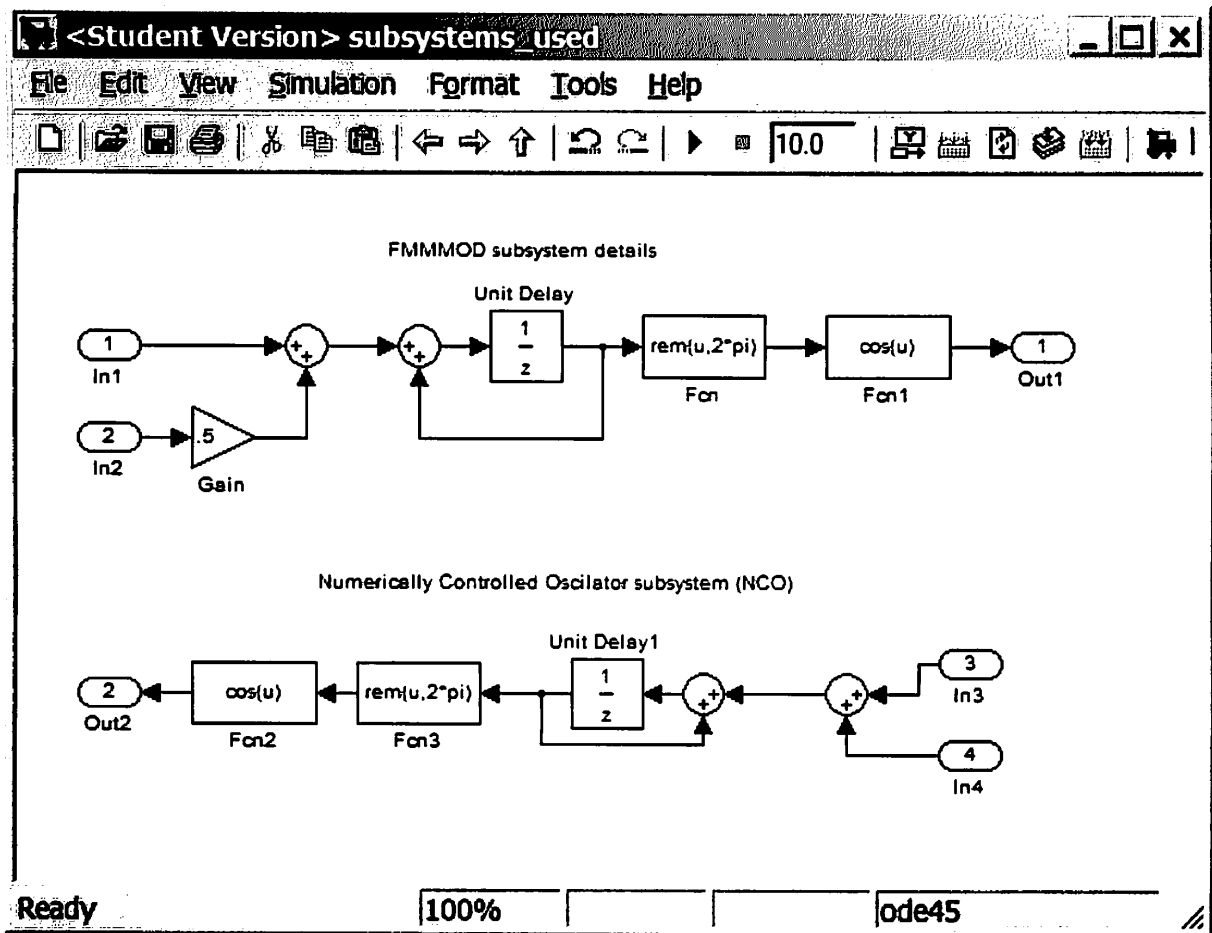 <Student Version> subsystems_used
File Edit View Simulation Format Tools Help
10.0
FMMMOD subsystem details
Unit Delay
1
In1
+
+
+
+
1
z
rem(u,2*pi)
Fcn
cos(u)
Fcn1
1
Out1
2
In2
.5
Gain
Numerically Controlled Oscilator subsystem (NCO)
Unit Delay1
2
Out2
cos(u)
Fcn2
rem(u,2*pi)
Fcn3
1
z
+
+
+
+
3
In3
4
In4
Ready 100% ode45